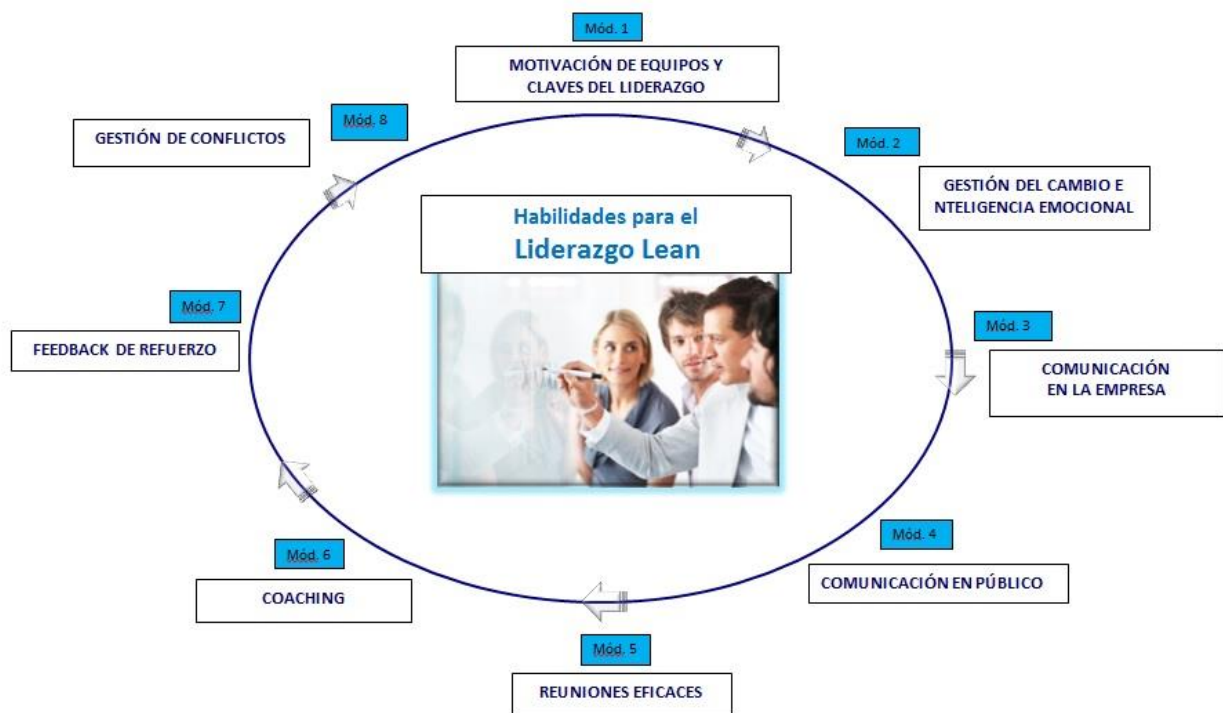 Mód. 1
MOTIVACIÓN DE EQUIPOS Y
CLAVES DEL LIDERAZGO
Mód. 2
GESTIÓN DEL CAMBIO E
NTELIGENCIA EMOCIONAL
Mód. 3
COMUNICACIÓN
EN LA EMPRESA
Mód. 4
COMUNICACIÓN EN PÚBLICO
Mód. 5
REUNIONES EFICACES
Mód. 6
COACHING
Mód. 7
FEEDBACK DE REFUERZO
Mód. 8
GESTIÓN DE CONFLICTOS
Habilidades para el
Liderazgo Lean